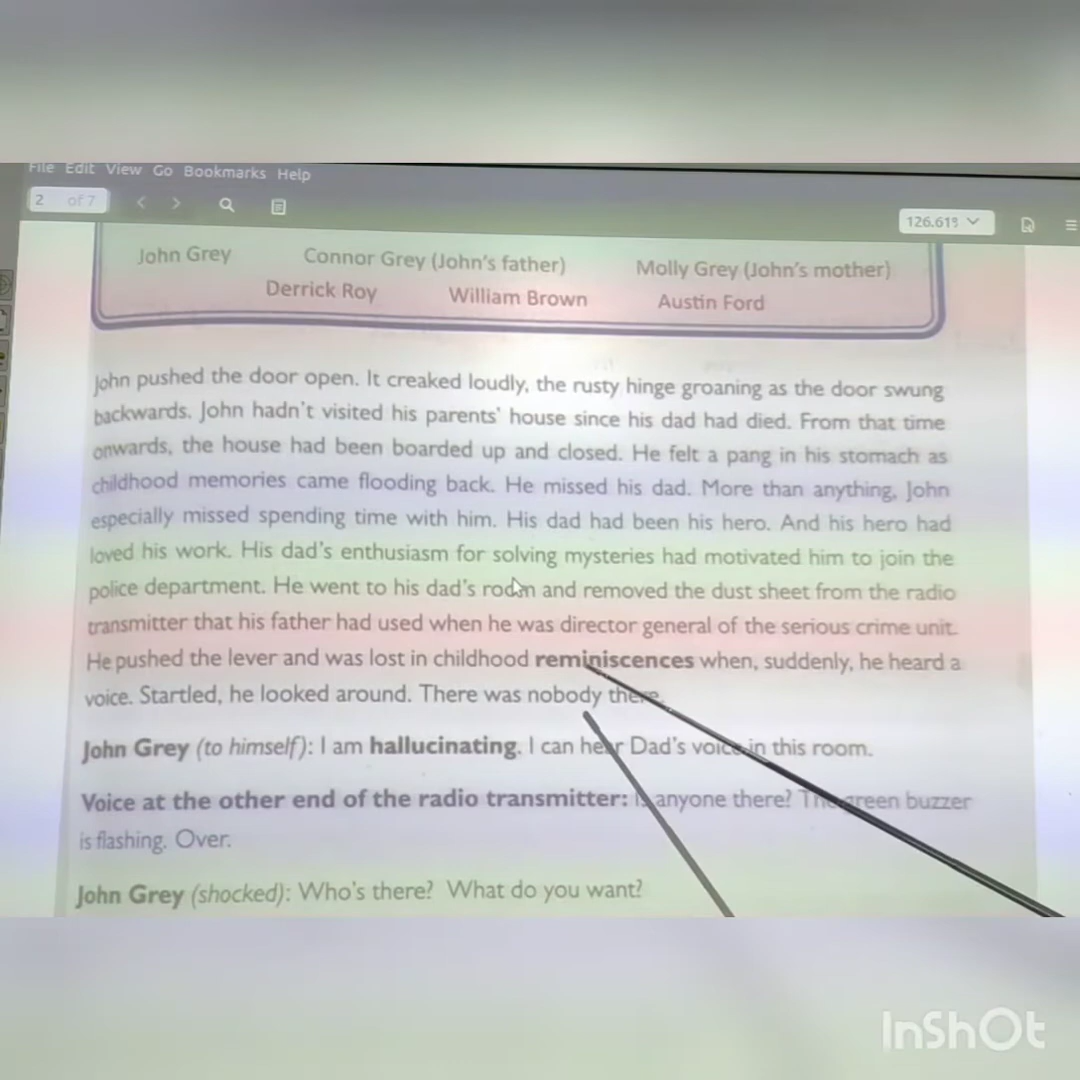 File Edit View Go Bookmarks Help
2 of 7
126.61%
John Grey Connor Grey (John's father) Molly Grey (John's mother)
Derrick Roy William Brown Austin Ford
John pushed the door open. It creaked loudly, the rusty hinge groaning as the door swung
backwards. John hadn't visited his parents' house since his dad had died. From that time
onwards, the house had been boarded up and closed. He felt a pang in his stomach as
childhood memories came flooding back. He missed his dad. More than anything, John
especially missed spending time with him. His dad had been his hero. And his hero had
loved his work. His dad's enthusiasm for solving mysteries had motivated him to join the
police department. He went to his dad's room and removed the dust sheet from the radio
transmitter that his father had used when he was director general of the serious crime unit.
He pushed the lever and was lost in childhood reminiscences when, suddenly, he heard a
voice. Startled, he looked around. There was nobody there.
John Grey (to himself): I am hallucinating. I can hear Dad's voice in this room.
Voice at the other end of the radio transmitter: Is anyone there? The green buzzer
is flashing. Over.
John Grey (shocked): Who's there? What do you want?
InShOt